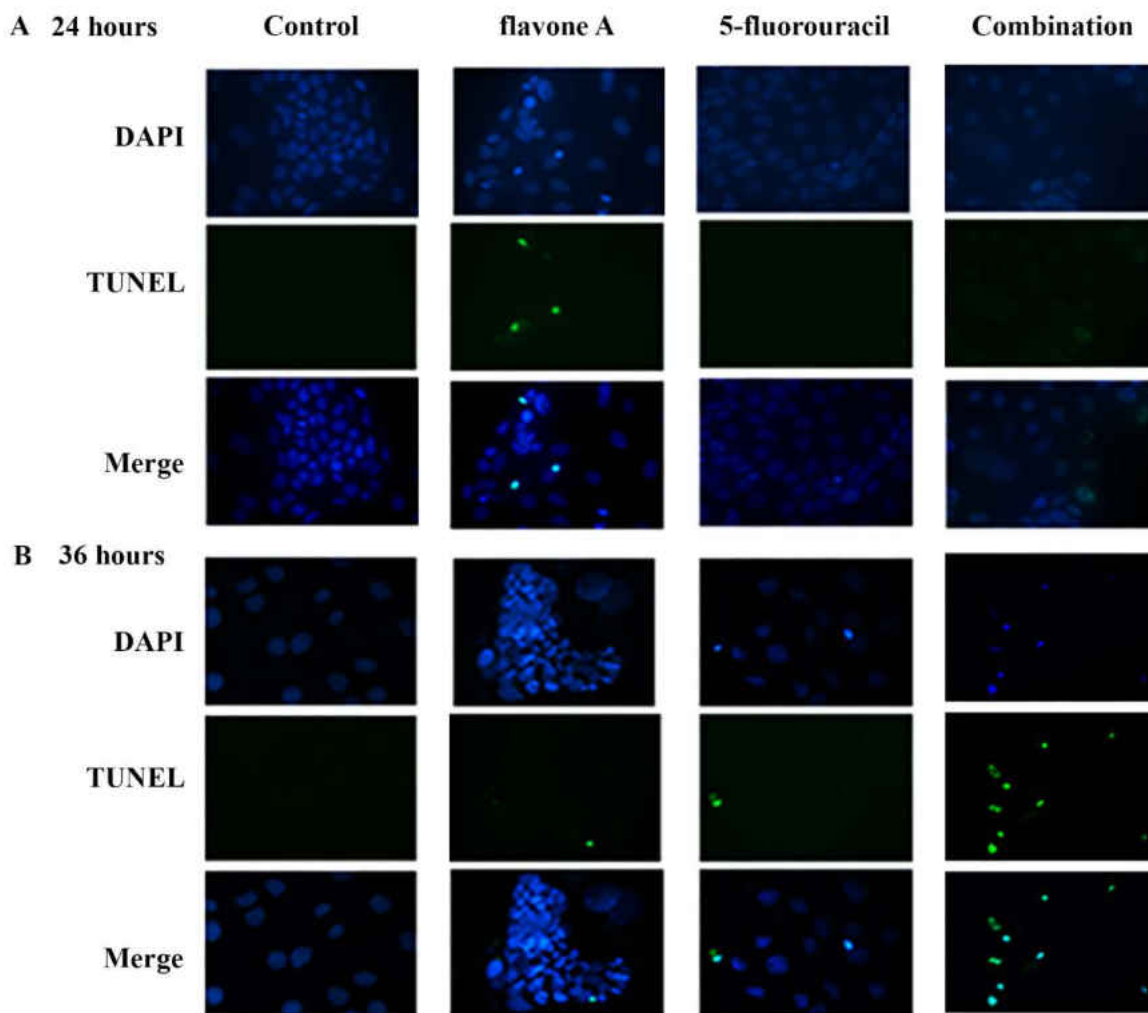 A 24 hours Control flavone A 5-fluorouracil Combination
DAPI
TUNEL
Merge
B 36 hours
DAPI
TUNEL
Merge